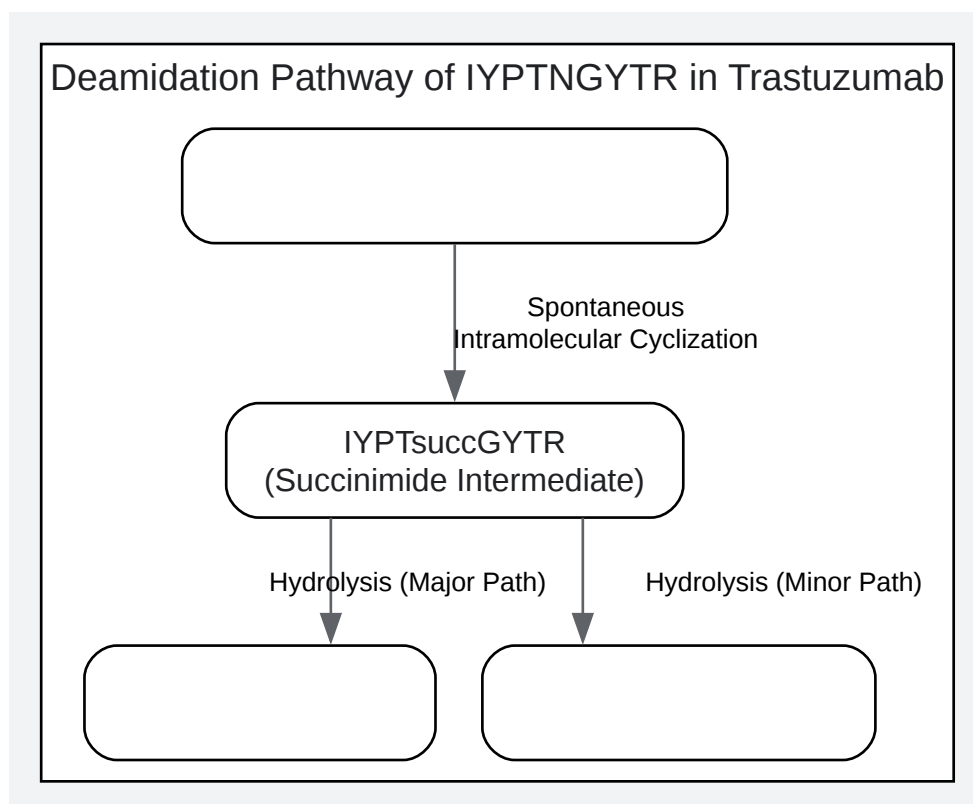 Deamidation Pathway of IYPTNGYTR in Trastuzumab
Spontaneous
Intramolecular Cyclization
IYPTsuccGYTR
(Succinimide Intermediate)
Hydrolysis (Major Path)
Hydrolysis (Minor Path)